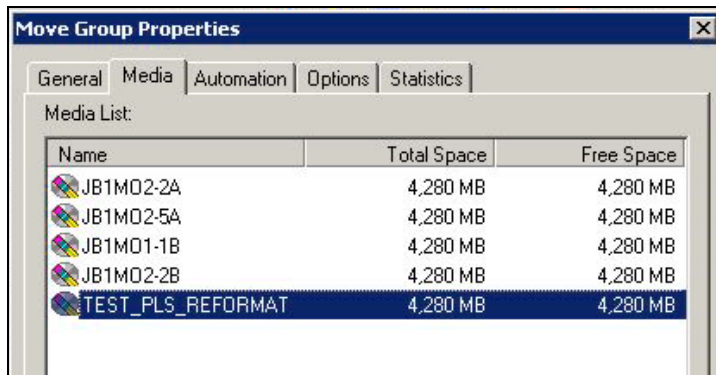 Move Group Properties
General Media Automation Options Statistics
Media List:
Name Total Space Free Space
JB1MO2-2A 4,280 MB 4,280 MB
JB1MO2-5A 4,280 MB 4,280 MB
JB1MO1-1B 4,280 MB 4,280 MB
JB1MO2-2B 4,280 MB 4,280 MB
TEST_PLS_REFORMAT 4,280 MB 4,280 MB